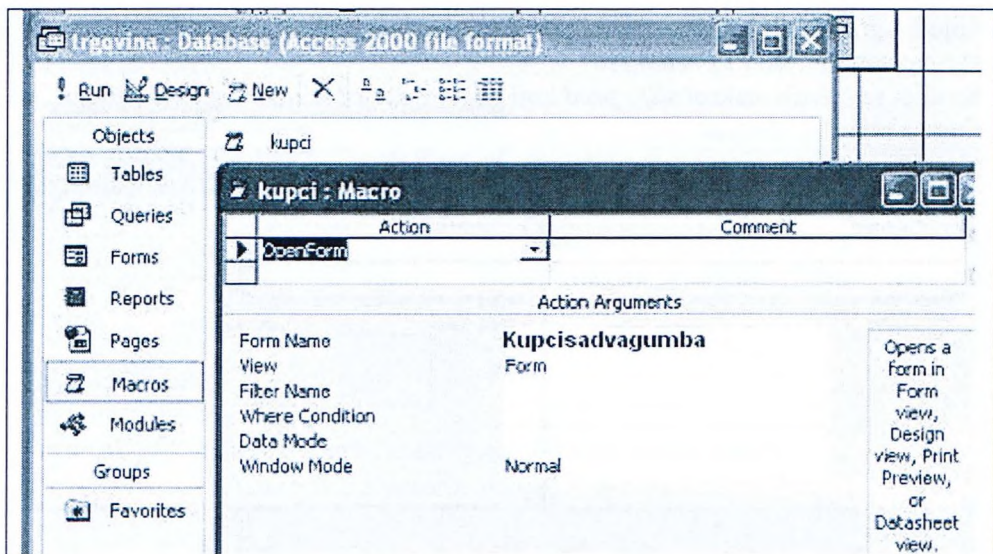 trgovina - Database (Access 2000 file format)
Run Design New
Objects
Tables
Queries
Forms
Reports
Pages
Macros
Modules
Groups
Favorites
kupci
kupci : Macro
Action Comment
OpenForm
Action Arguments
Form Name Kupcisadvagumba
View Form
Filter Name
Where Condition
Data Mode
Window Mode Normal
Opens a
form in
Form
view,
Design
view, Print
Preview,
or
Datasheet
view,